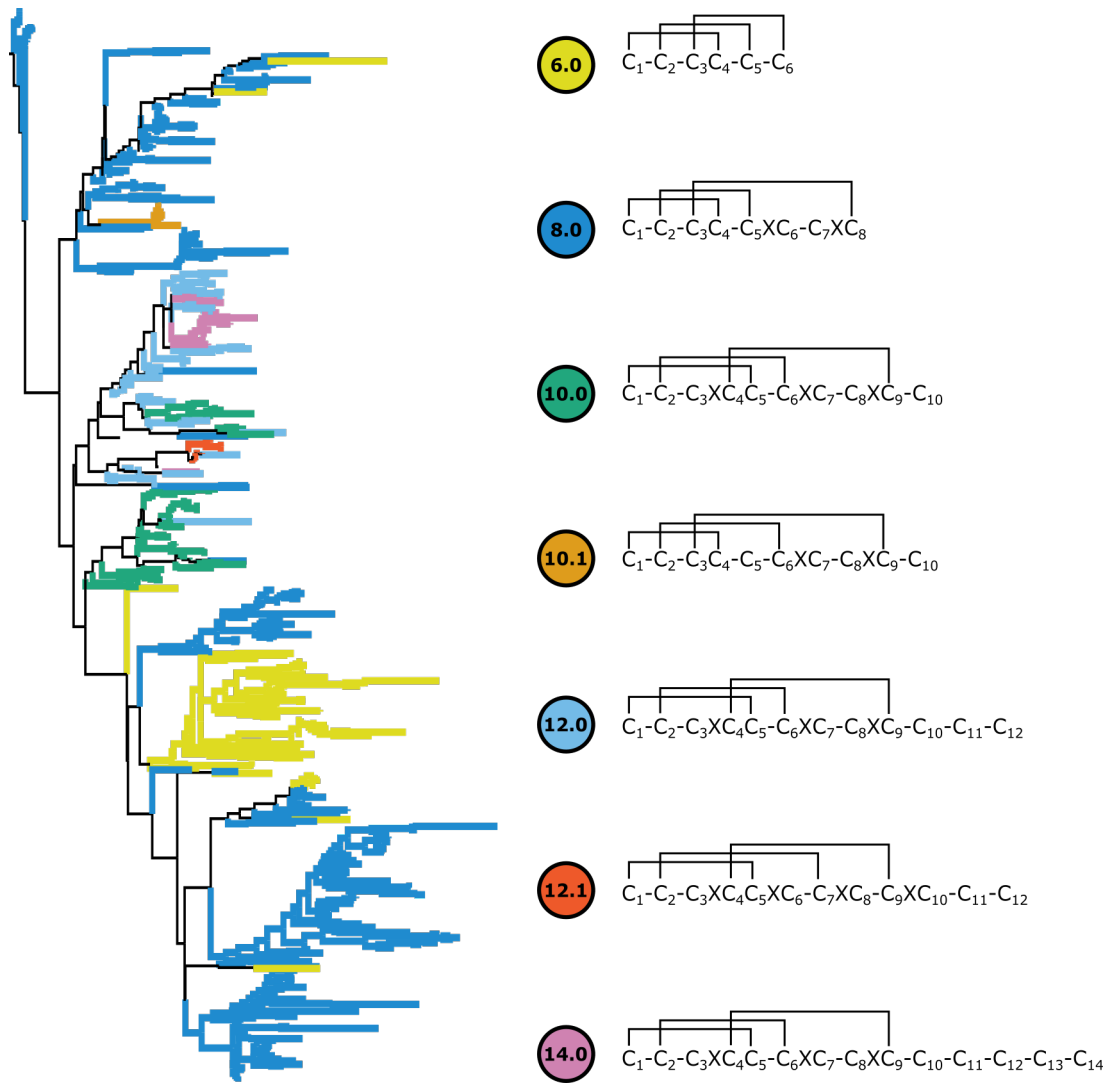 6.0 C₁-C₂-C₃C₄-C₅-C₆
8.0 C₁-C₂-C₃C₄-C₅XC₆-C₇XC₈
10.0 C₁-C₂-C₃XC₄C₅-C₆XC₇-C₈XC₉-C₁₀
10.1 C₁-C₂-C₃C₄-C₅-C₆XC₇-C₈XC₉-C₁₀
12.0 C₁-C₂-C₃XC₄C₅-C₆XC₇-C₈XC₉-C₁₀-C₁₁-C₁₂
12.1 C₁-C₂-C₃XC₄C₅XC₆-C₇XC₈-C₉XC₁₀-C₁₁-C₁₂
14.0 C₁-C₂-C₃XC₄C₅-C₆XC₇-C₈XC₉-C₁₀-C₁₁-C₁₂-C₁₃-C₁₄